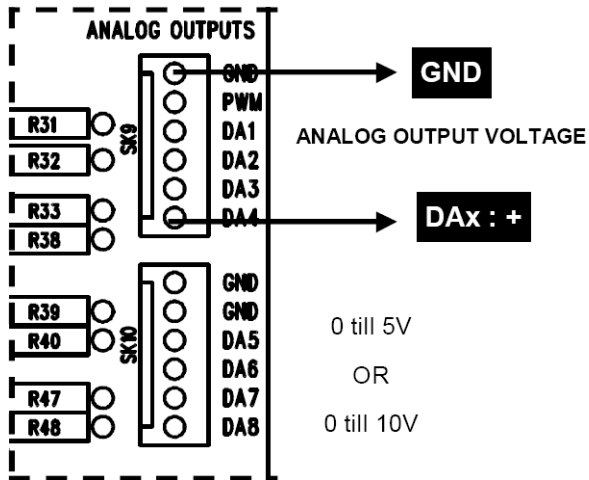 ANALOG OUTPUTS
GND
PWM
DA1
DA2
DA3
DA4
SK9
R31
R32
R33
R38
GND
GND
DA5
DA6
DA7
DA8
SK10
R39
R40
R47
R48
GND
ANALOG OUTPUT VOLTAGE
DAx : +
0 till 5V
OR
0 till 10V